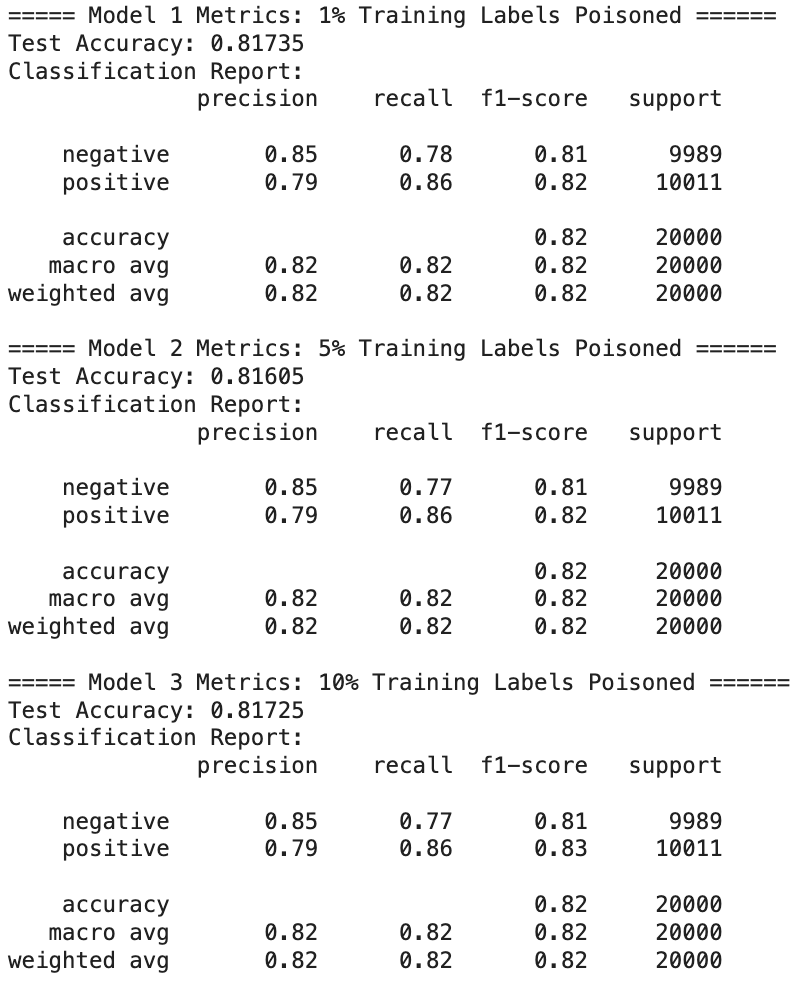 ===== Model 1 Metrics: 1% Training Labels Poisoned ======
Test Accuracy: 0.81735
Classification Report:
              precision    recall  f1-score   support

    negative       0.85      0.78      0.81      9989
    positive       0.79      0.86      0.82     10011

    accuracy                           0.82     20000
   macro avg       0.82      0.82      0.82     20000
weighted avg       0.82      0.82      0.82     20000

===== Model 2 Metrics: 5% Training Labels Poisoned ======
Test Accuracy: 0.81605
Classification Report:
              precision    recall  f1-score   support

    negative       0.85      0.77      0.81      9989
    positive       0.79      0.86      0.82     10011

    accuracy                           0.82     20000
   macro avg       0.82      0.82      0.82     20000
weighted avg       0.82      0.82      0.82     20000

===== Model 3 Metrics: 10% Training Labels Poisoned ======
Test Accuracy: 0.81725
Classification Report:
              precision    recall  f1-score   support

    negative       0.85      0.77      0.81      9989
    positive       0.79      0.86      0.83     10011

    accuracy                           0.82     20000
   macro avg       0.82      0.82      0.82     20000
weighted avg       0.82      0.82      0.82     20000